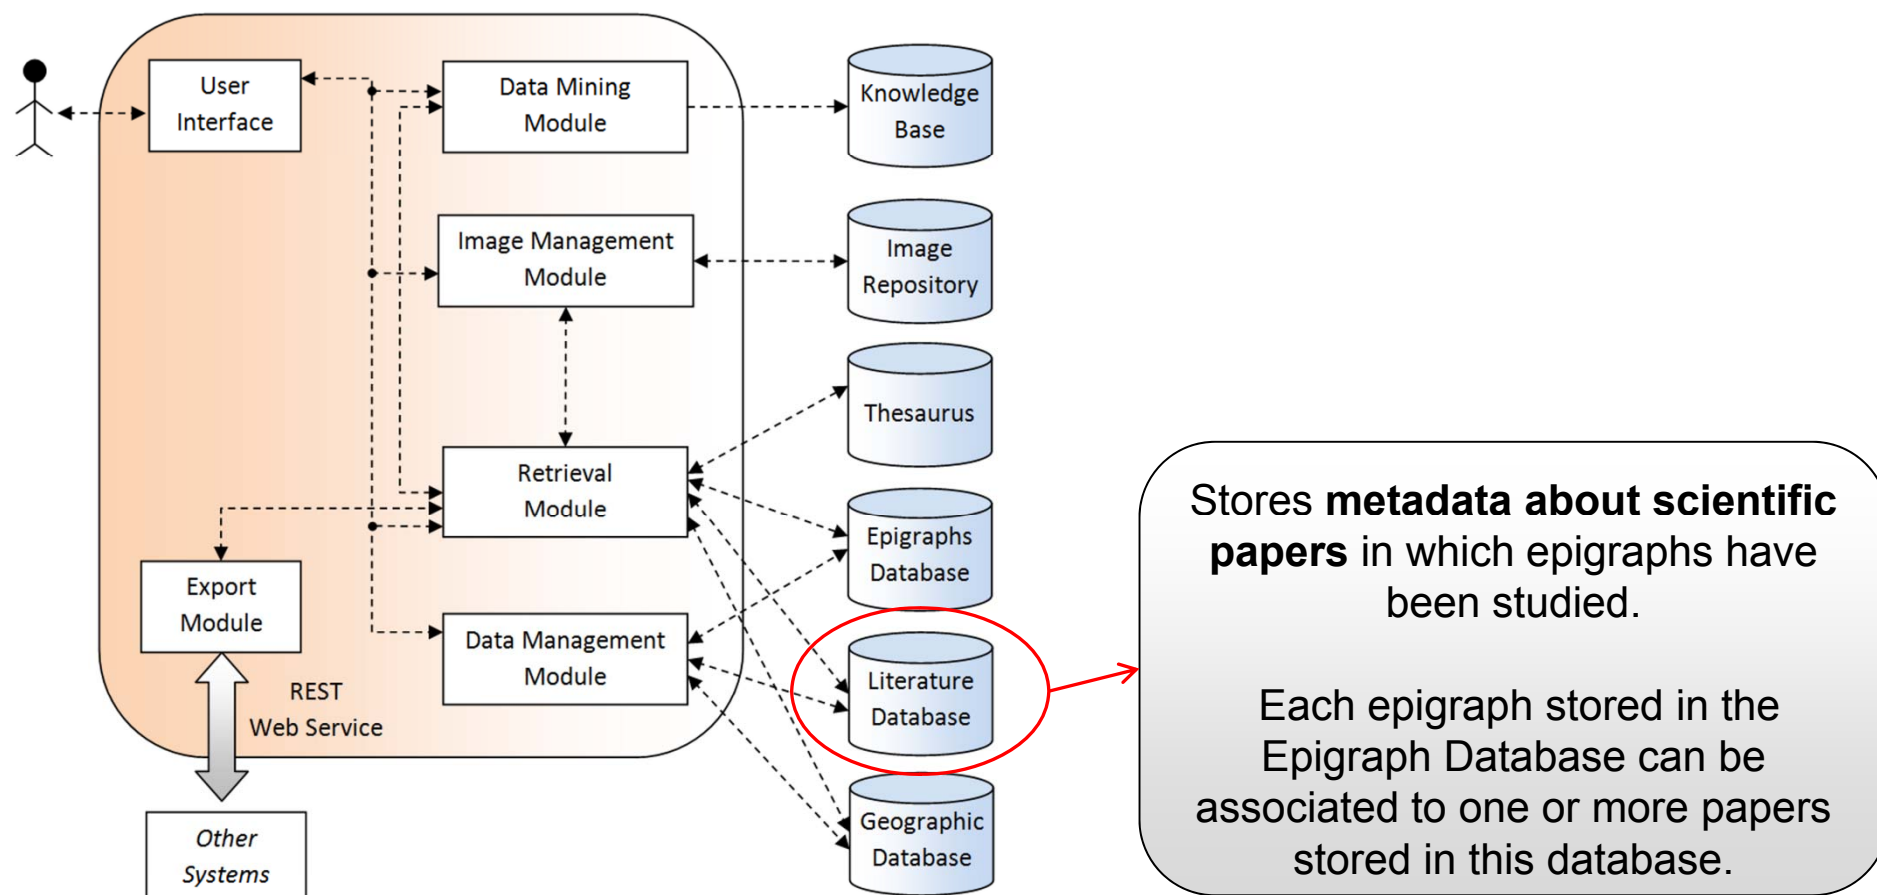 User
Interface
Data Mining
Module
Knowledge
Base
Image Management
Module
Image
Repository
Thesaurus
Retrieval
Module
Epigraphs
Database
Export
Module
Data Management
Module
Literature
Database
REST
Web Service
Geographic
Database
Other
Systems
Stores metadata about scientific
papers in which epigraphs have
been studied.
Each epigraph stored in the
Epigraph Database can be
associated to one or more papers
stored in this database.